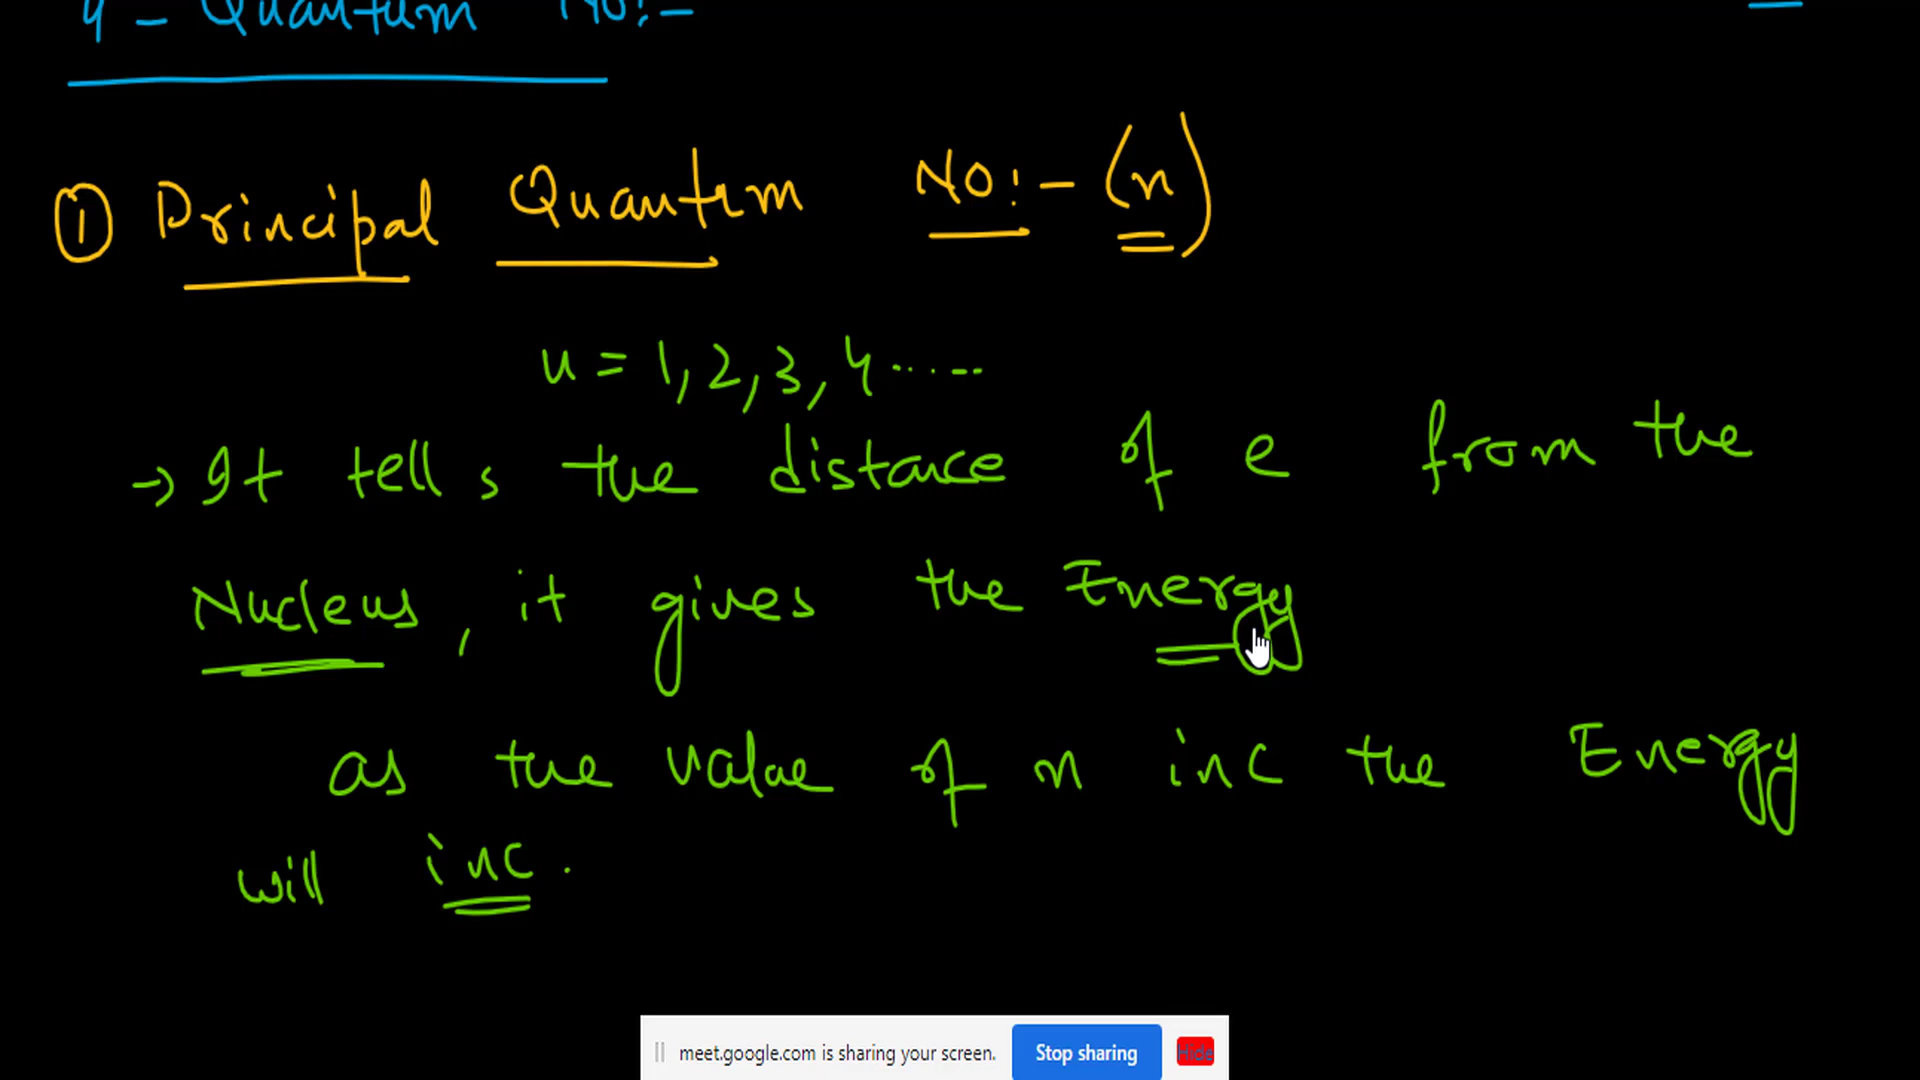 4 - Quantum No:-
① Principal Quantum NO:- (n)
n = 1, 2, 3, 4 .....
→ It tells the distance of e from the
Nucleus, it gives the Energy
as the value of n inc the Energy
will inc.
meet.google.com is sharing your screen. Stop sharing Hide